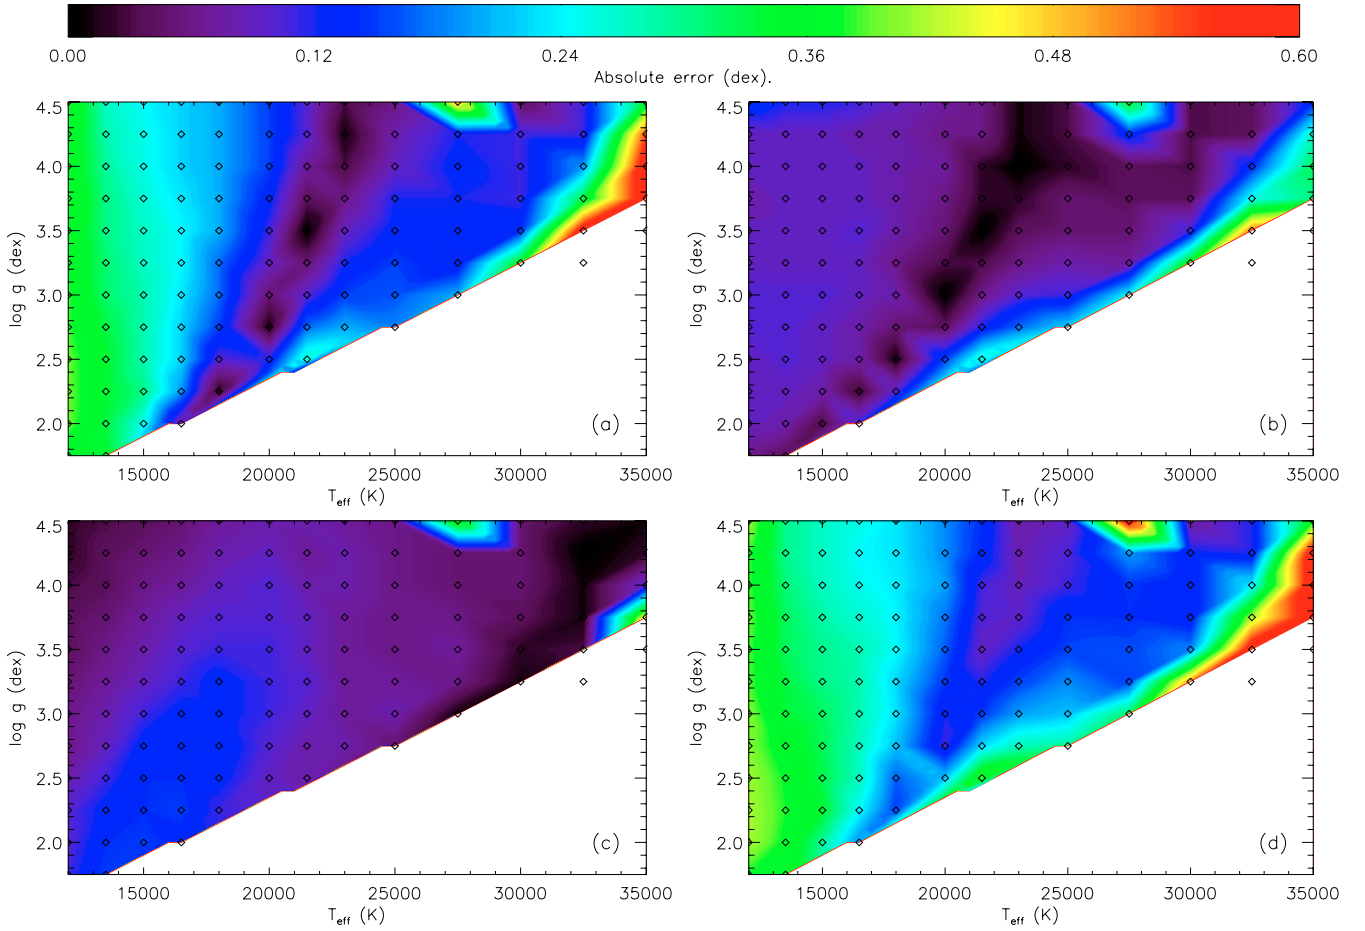 0.00 0.12 0.24 0.36 0.48 0.60
Absolute error (dex).
4.5
4.0
3.5
3.0
2.5
2.0
log g (dex)
(a)
15000 20000 25000 30000 35000
Teff (K)
4.5
4.0
3.5
3.0
2.5
2.0
log g (dex)
(b)
15000 20000 25000 30000 35000
Teff (K)
4.5
4.0
3.5
3.0
2.5
2.0
log g (dex)
(c)
15000 20000 25000 30000 35000
Teff (K)
4.5
4.0
3.5
3.0
2.5
2.0
log g (dex)
(d)
15000 20000 25000 30000 35000
Teff (K)